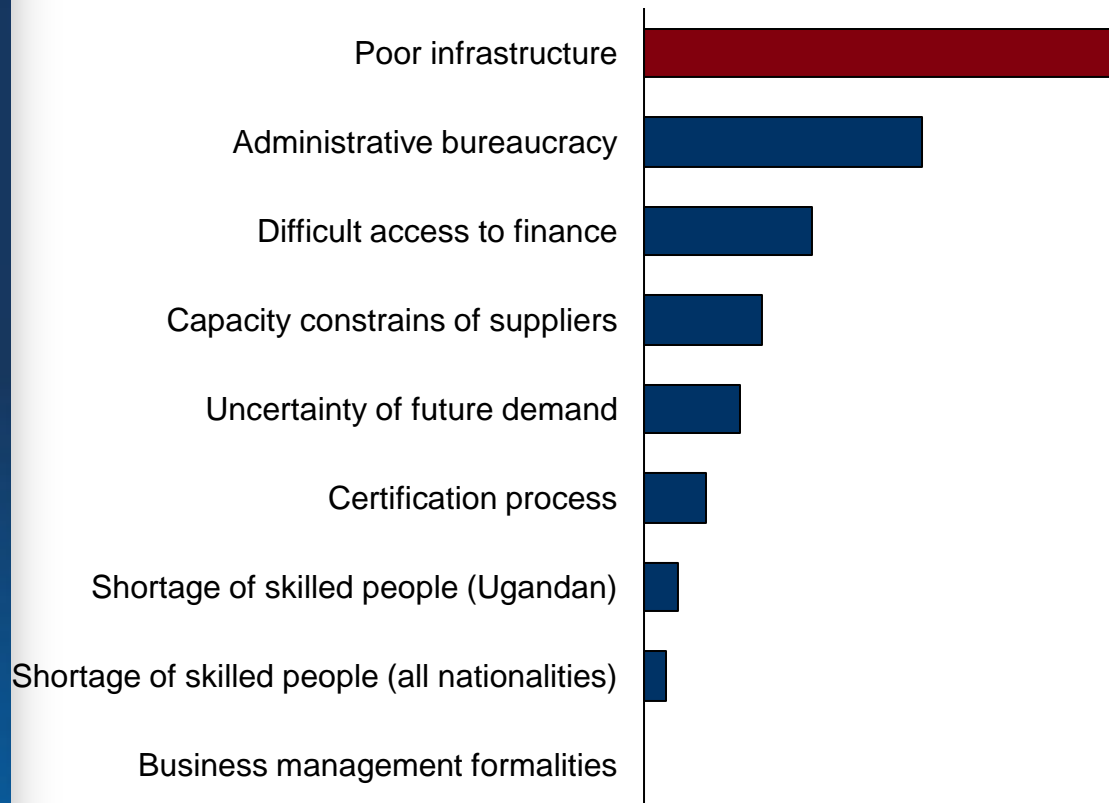 Poor infrastructure
Administrative bureaucracy
Difficult access to finance
Capacity constrains of suppliers
Uncertainty of future demand
Certification process
Shortage of skilled people (Ugandan)
Shortage of skilled people (all nationalities)
Business management formalities